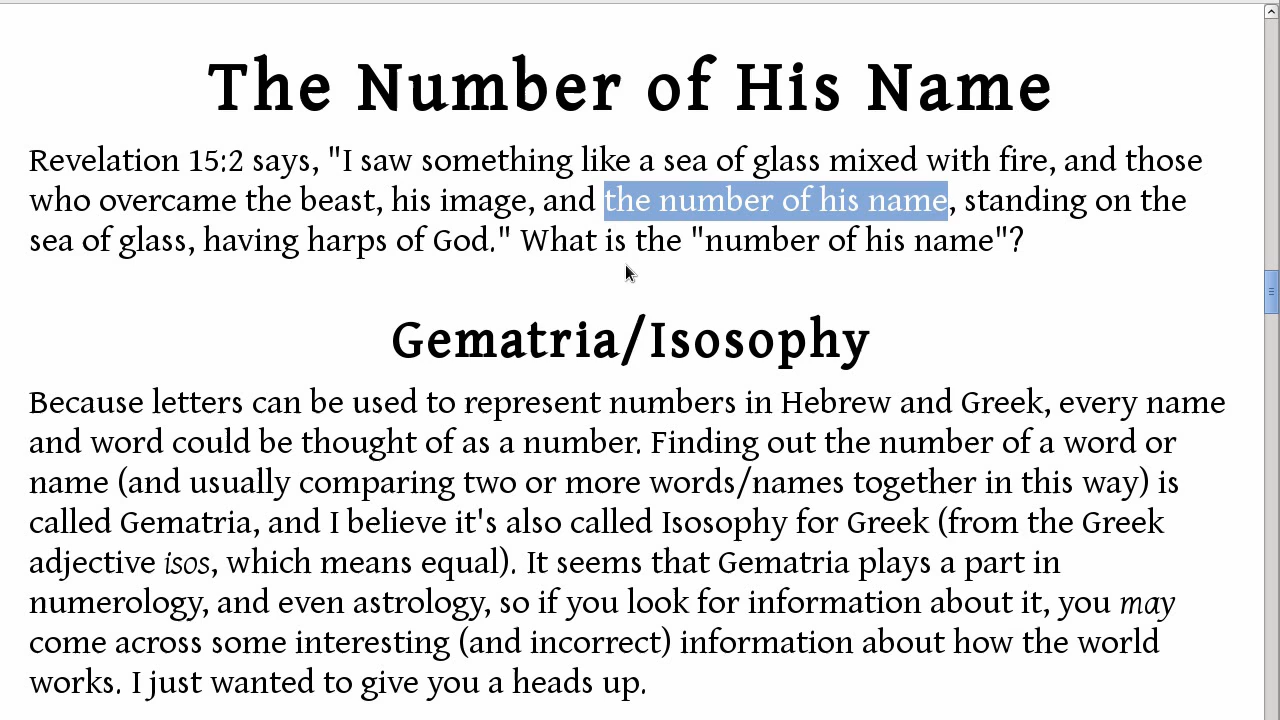 The Number of His Name
Revelation 15:2 says, "I saw something like a sea of glass mixed with fire, and those
who overcame the beast, his image, and the number of his name, standing on the
sea of glass, having harps of God." What is the "number of his name"?
Gematria/Isosophy
Because letters can be used to represent numbers in Hebrew and Greek, every name
and word could be thought of as a number. Finding out the number of a word or
name (and usually comparing two or more words/names together in this way) is
called Gematria, and I believe it's also called Isosophy for Greek (from the Greek
adjective isos, which means equal). It seems that Gematria plays a part in
numerology, and even astrology, so if you look for information about it, you may
come across some interesting (and incorrect) information about how the world
works. I just wanted to give you a heads up.